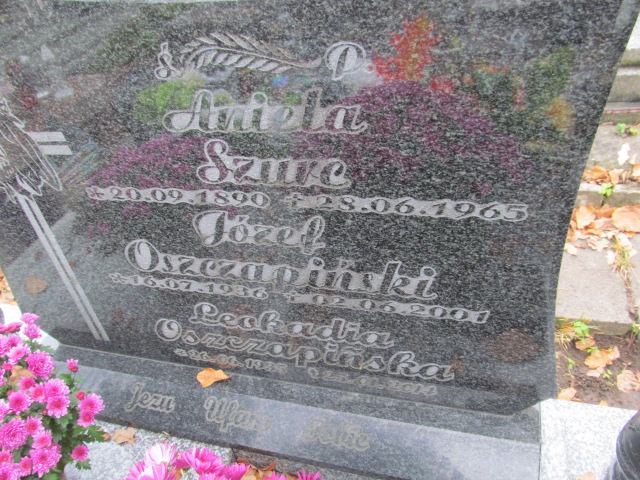 Ś P
Aniela
Szurc
* 20.09.1890 + 28.06.1965
Józef
Oszczapiński
* 16.07.1936 + 02.06.2001
Leokadia
Oszczapińska
Jezu Ufam Tobie